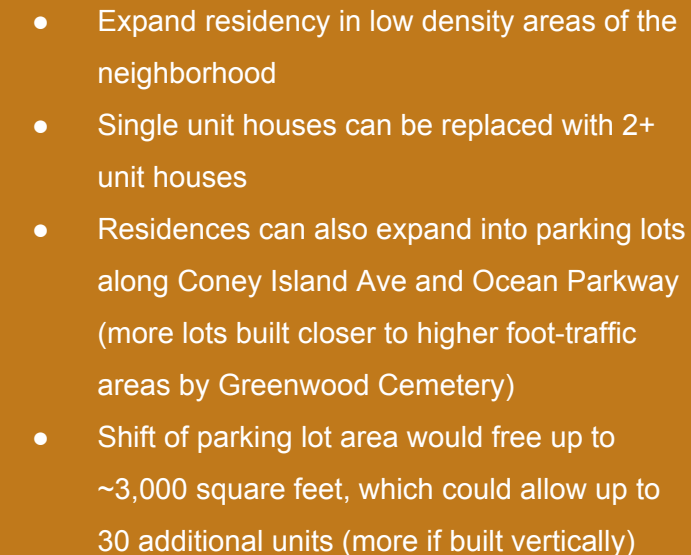 ● Expand residency in low density areas of the
neighborhood
● Single unit houses can be replaced with 2+
unit houses
● Residences can also expand into parking lots
along Coney Island Ave and Ocean Parkway
(more lots built closer to higher foot-traffic
areas by Greenwood Cemetery)
● Shift of parking lot area would free up to
~3,000 square feet, which could allow up to
30 additional units (more if built vertically)